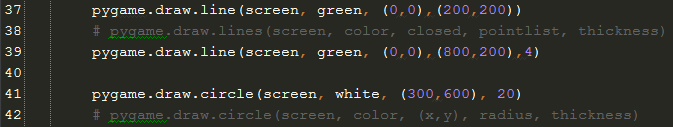 37 pygame.draw.line(screen, green, (0,0),(200,200))
38 # pygame.draw.lines(screen, color, closed, pointlist, thickness)
39 pygame.draw.line(screen, green, (0,0),(800,200),4)
40
41 pygame.draw.circle(screen, white, (300,600), 20)
42 # pygame.draw.circle(screen, color, (x,y), radius, thickness)